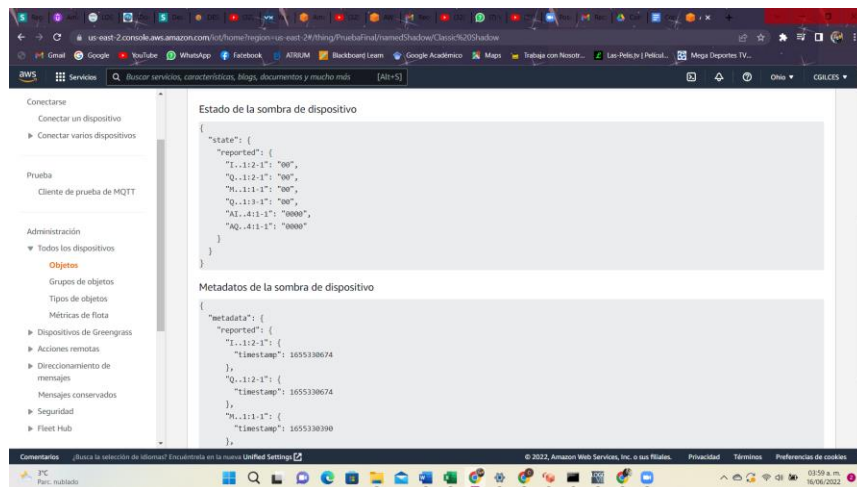 us-east-2.console.aws.amazon.com/iot/home?region=us-east-2#/thing/PruebaFinal/namedShadow/Classic%20Shadow
Gmail Google YouTube WhatsApp Facebook ATRIUM Blackboard Learn Google Académico Maps Trabaja con Nosotr... Las-Pelis.tv | Películ... Mega Deportes TV...
aws Servicios Buscar servicios, características, blogs, documentos y mucho más [Alt+S] Ohio CGILCES
Conectarse
Conectar un dispositivo
Conectar varios dispositivos
Prueba
Cliente de prueba de MQTT
Administración
Todos los dispositivos
Objetos
Grupos de objetos
Tipos de objetos
Métricas de flota
Dispositivos de Greengrass
Acciones remotas
Direccionamiento de
mensajes
Mensajes conservados
Seguridad
Fleet Hub
Estado de la sombra de dispositivo
{
"state": {
"reported": {
"I..1:2-1": "00",
"Q..1:2-1": "00",
"M..1:1-1": "00",
"Q..1:3-1": "00",
"AI..4:1-1": "0000",
"AQ..4:1-1": "0000"
}
}
}
Metadatos de la sombra de dispositivo
{
"metadata": {
"reported": {
"I..1:2-1": {
"timestamp": 1655330674
},
"Q..1:2-1": {
"timestamp": 1655330674
},
"M..1:1-1": {
"timestamp": 1655330390
},
Comentarios ¿Busca la selección de idiomas? Encuéntrela en la nueva Unified Settings © 2022, Amazon Web Services, Inc. o sus filiales. Privacidad Términos Preferencias de cookies
3°C
Parc. nublado
03:59 a. m.
16/06/2022